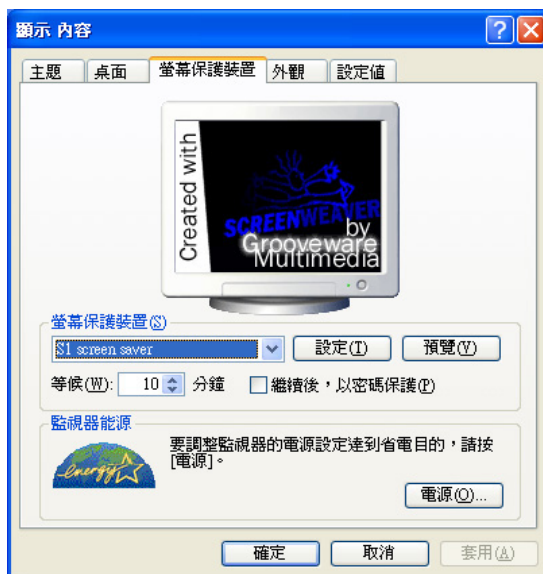 顯示 內容
主題 桌面 螢幕保護裝置 外觀 設定值
Created with
SCREENWEAVER
by
Grooveware
Multimedia
螢幕保護裝置(S)
S1 screen saver
設定(T) 預覽(V)
等候(W): 10 分鐘 繼續後，以密碼保護(P)
監視器能源
energy
要調整監視器的電源設定達到省電目的，請按
[電源]。
電源(O)...
確定 取消 套用(A)